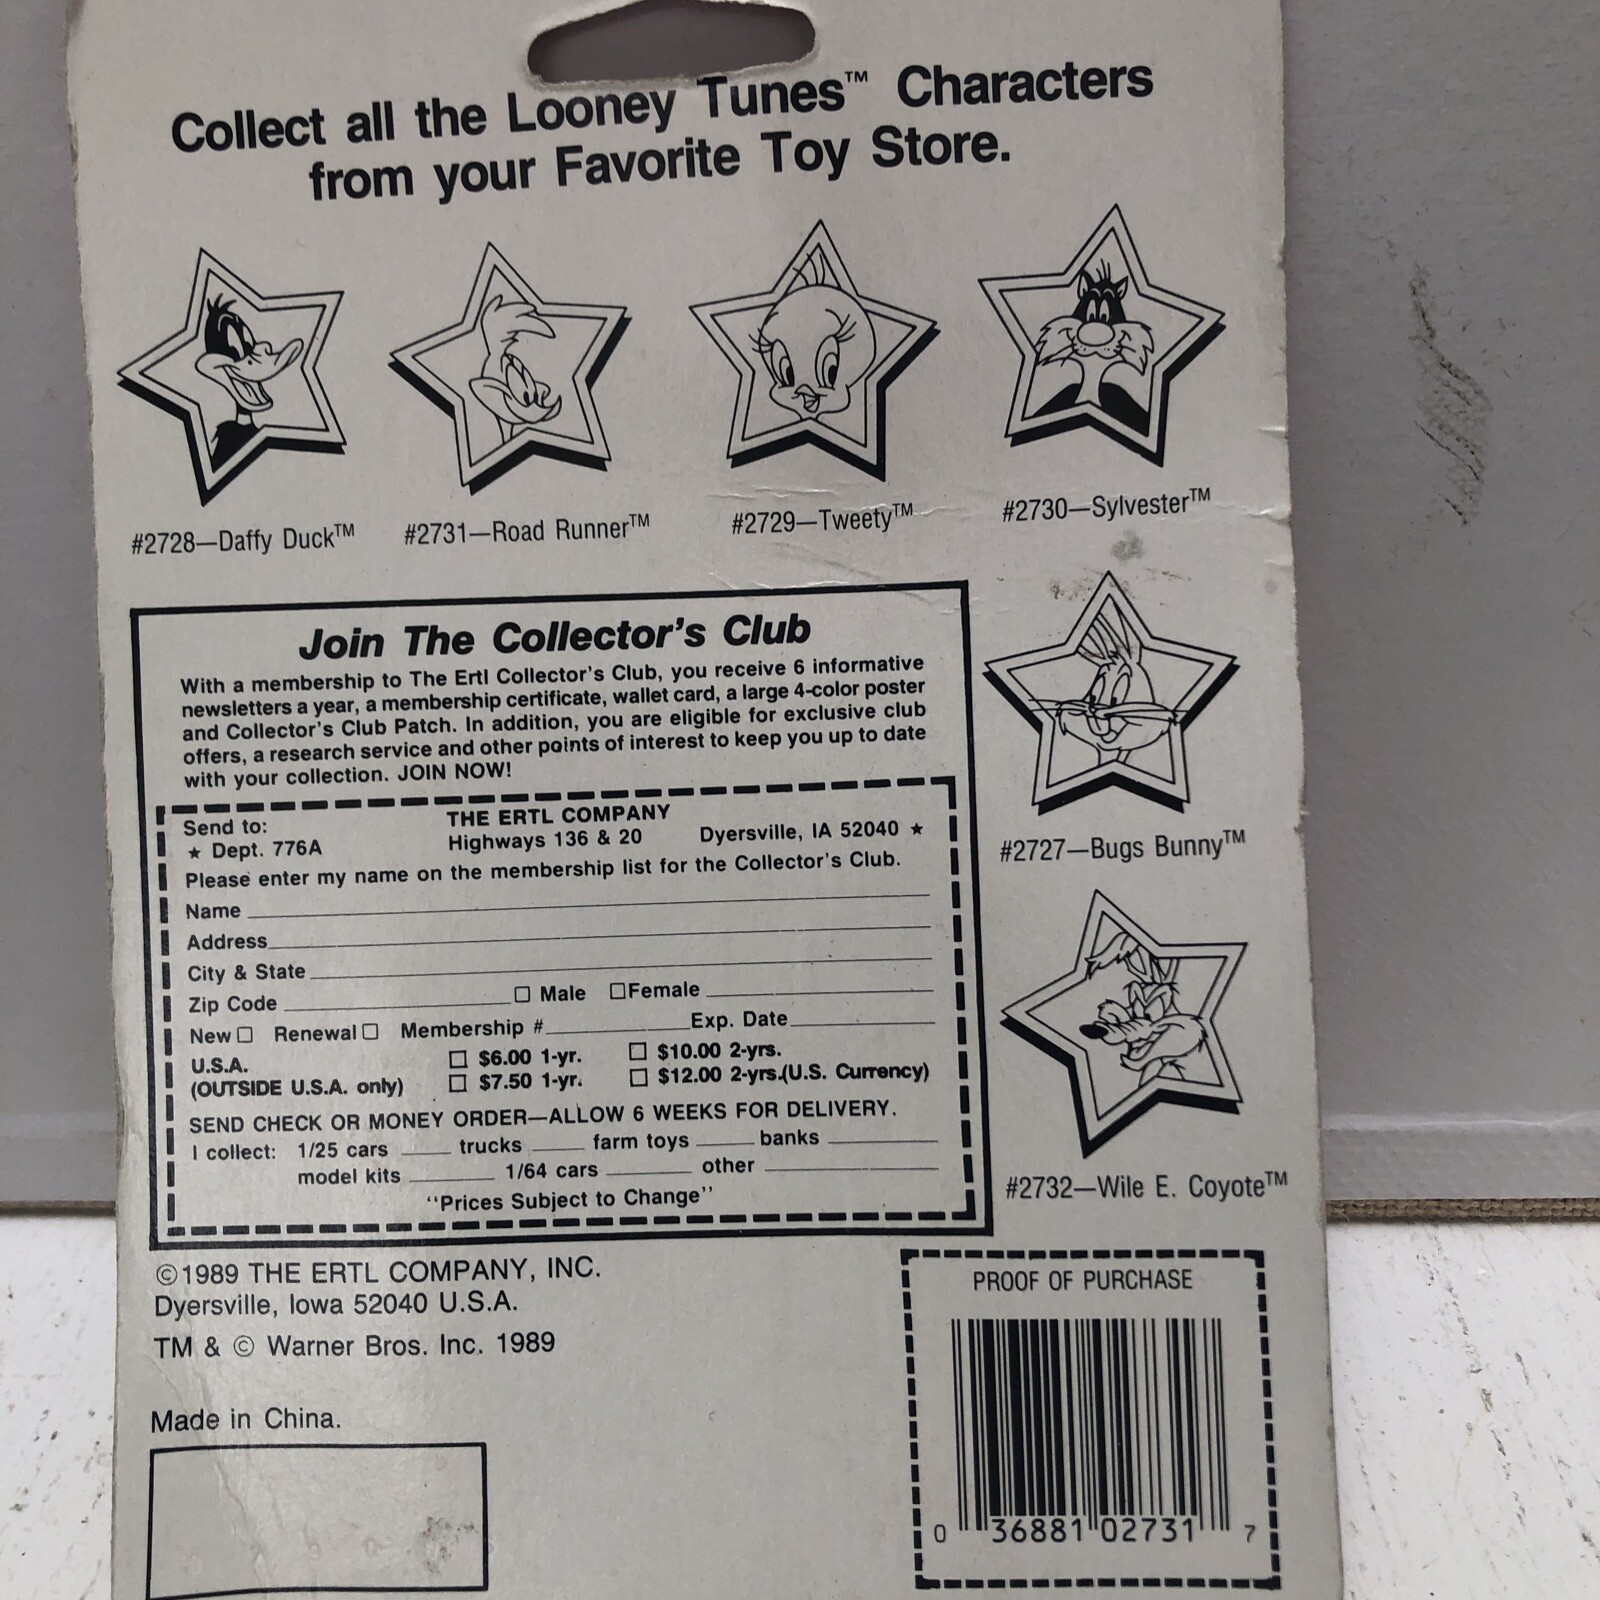 Collect all the Looney Tunes™ Characters
from your Favorite Toy Store.
#2728—Daffy Duck™
#2731—Road Runner™
#2729—Tweety™
#2730—Sylvester™
#2727—Bugs Bunny™
#2732—Wile E. Coyote™
Join The Collector's Club
With a membership to The Ertl Collector's Club, you receive 6 informative
newsletters a year, a membership certificate, wallet card, a large 4-color poster
and Collector's Club Patch. In addition, you are eligible for exclusive club
offers, a research service and other points of interest to keep you up to date
with your collection. JOIN NOW!
Send to: THE ERTL COMPANY
★ Dept. 776A Highways 136 & 20 Dyersville, IA 52040 ★
Please enter my name on the membership list for the Collector's Club.
Name
Address
City & State
Zip Code ☐ Male ☐Female
New☐ Renewal☐ Membership # Exp. Date
U.S.A. ☐ $6.00 1-yr. ☐ $10.00 2-yrs.
(OUTSIDE U.S.A. only) ☐ $7.50 1-yr. ☐ $12.00 2-yrs.(U.S. Currency)
SEND CHECK OR MONEY ORDER—ALLOW 6 WEEKS FOR DELIVERY.
I collect: 1/25 cars trucks farm toys banks
model kits 1/64 cars other
"Prices Subject to Change"
©1989 THE ERTL COMPANY, INC.
Dyersville, Iowa 52040 U.S.A.
TM & © Warner Bros. Inc. 1989
Made in China.
PROOF OF PURCHASE
0 36881 02731 7